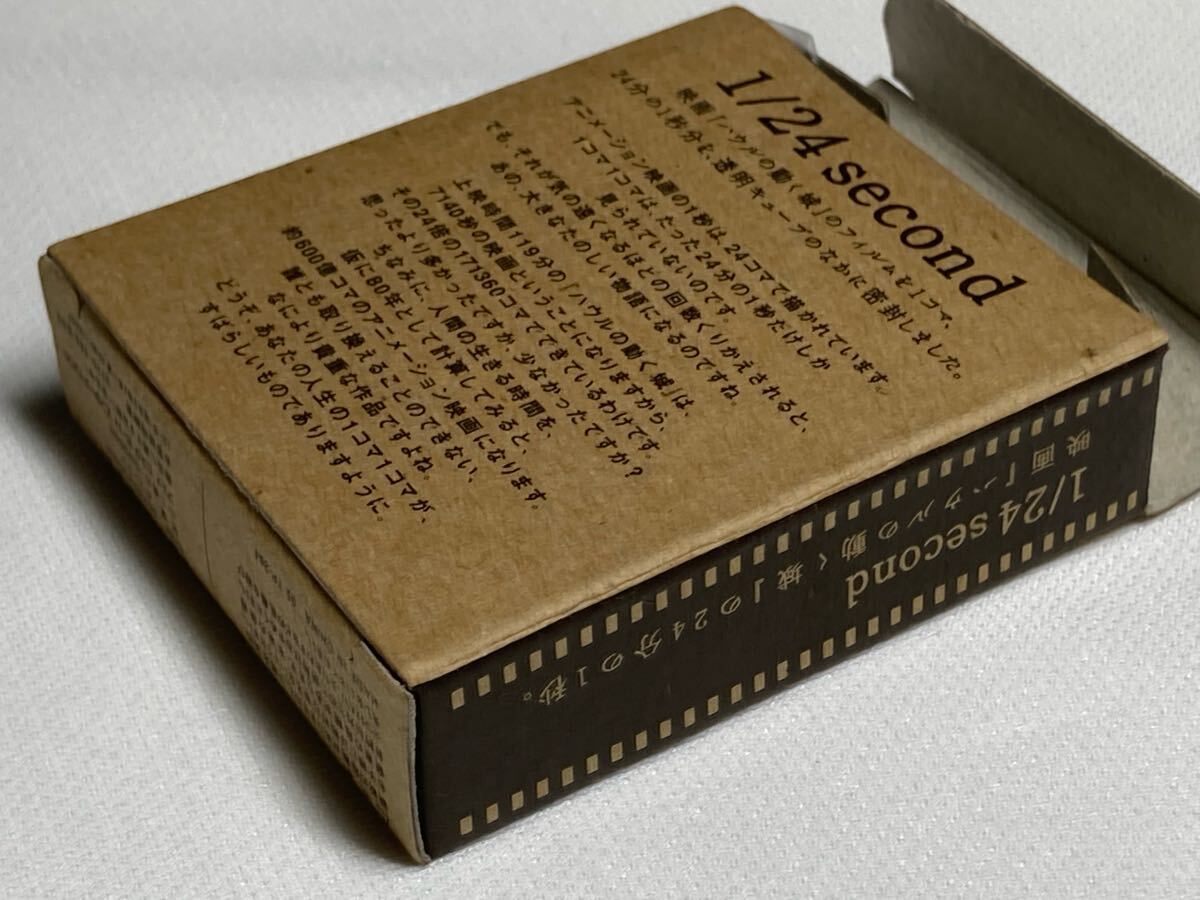 1/24 second
映画「ハウルの動く城」のフィルムを1コマ、
24分の1秒分を、透明キューブのなかに密封しました。
アニメーション映画の1秒は、24コマで描かれています。
1コマ1コマは、たった24分の1秒だけしか
見られていないのです。
でも、それが気の遠くなるほどの回数くりかえされると、
あの、大きなたのしい物語になるのですね
上映時間119分の「ハウルの動く城」は、
7140秒の映画ということになりますから、
その24倍の171360コマでできているわけです。
思ったより多かったですか、少なかったですか?
ちなみに、人間の生きる時間を、
仮に80年として計算してみると、
約600億コマのアニメーション映画になります。
誰とも取り換えることのできない、
なにより貴重な作品ですよね。
どうぞ、あなたの人生の1コマ1コマが、
すばらしいものでありますように。
1/24 second
映画「ハウルの動く城」の24分の1秒。